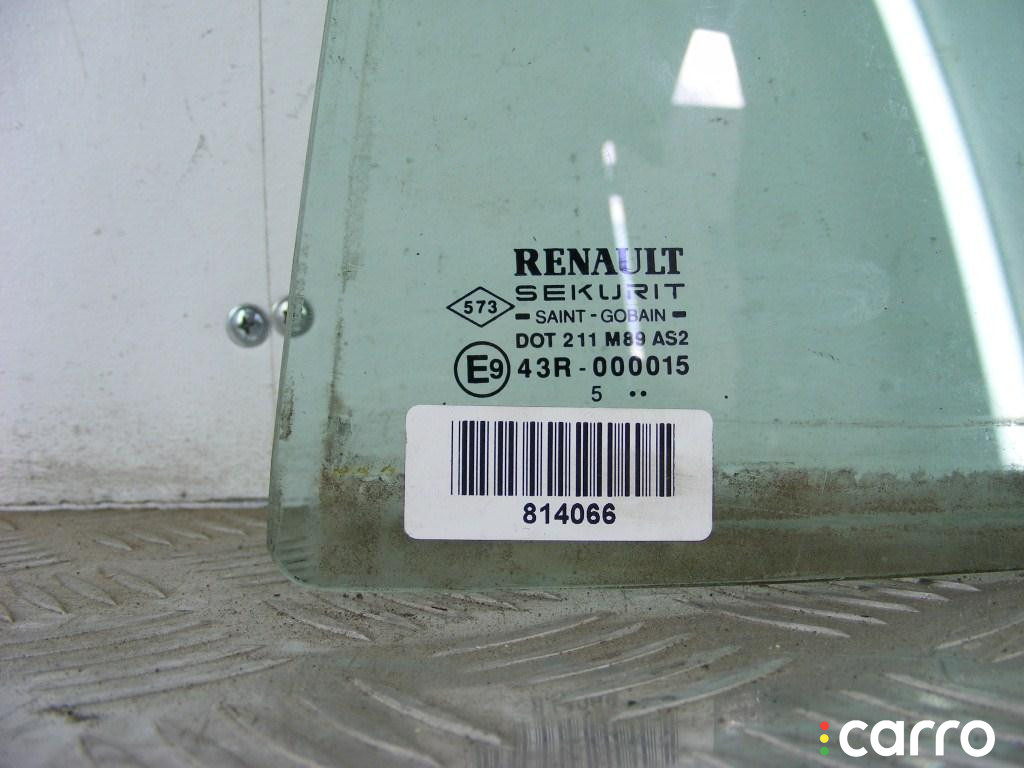 RENAULT
SEKURIT
573
SAINT - GOBAIN
DOT 211 M89 AS2
E9 43R - 000015
5 ..
814066
carro